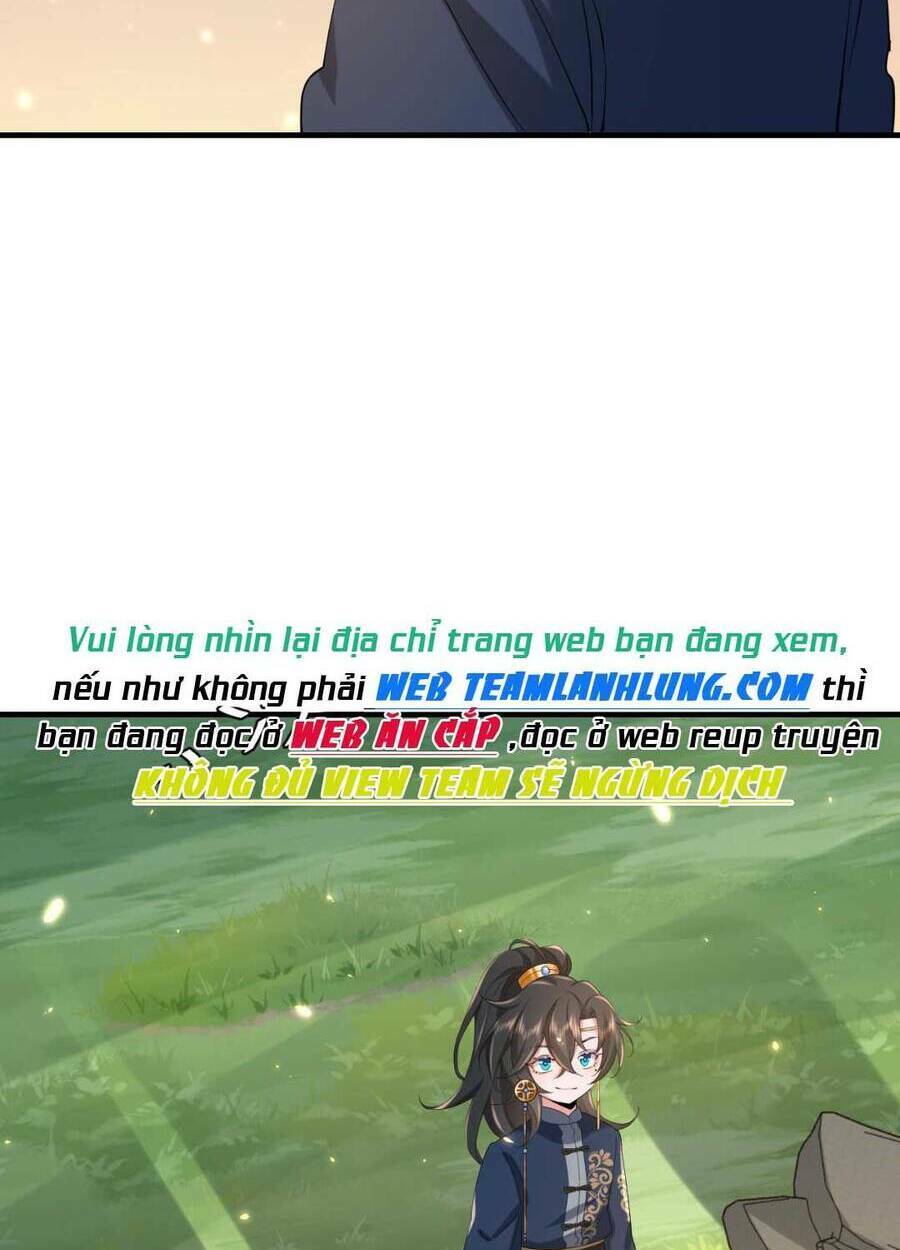 Vui lòng nhìn lại địa chỉ trang web bạn đang xem,
nếu như không phải WEB TEAMLANHLUNG.COM thì
bạn đang đọc ở WEB ĂN CẮP ,đọc ở web reup truyện
KHÔNG ĐỦ VIEW TEAM SẼ NGỪNG DỊCH